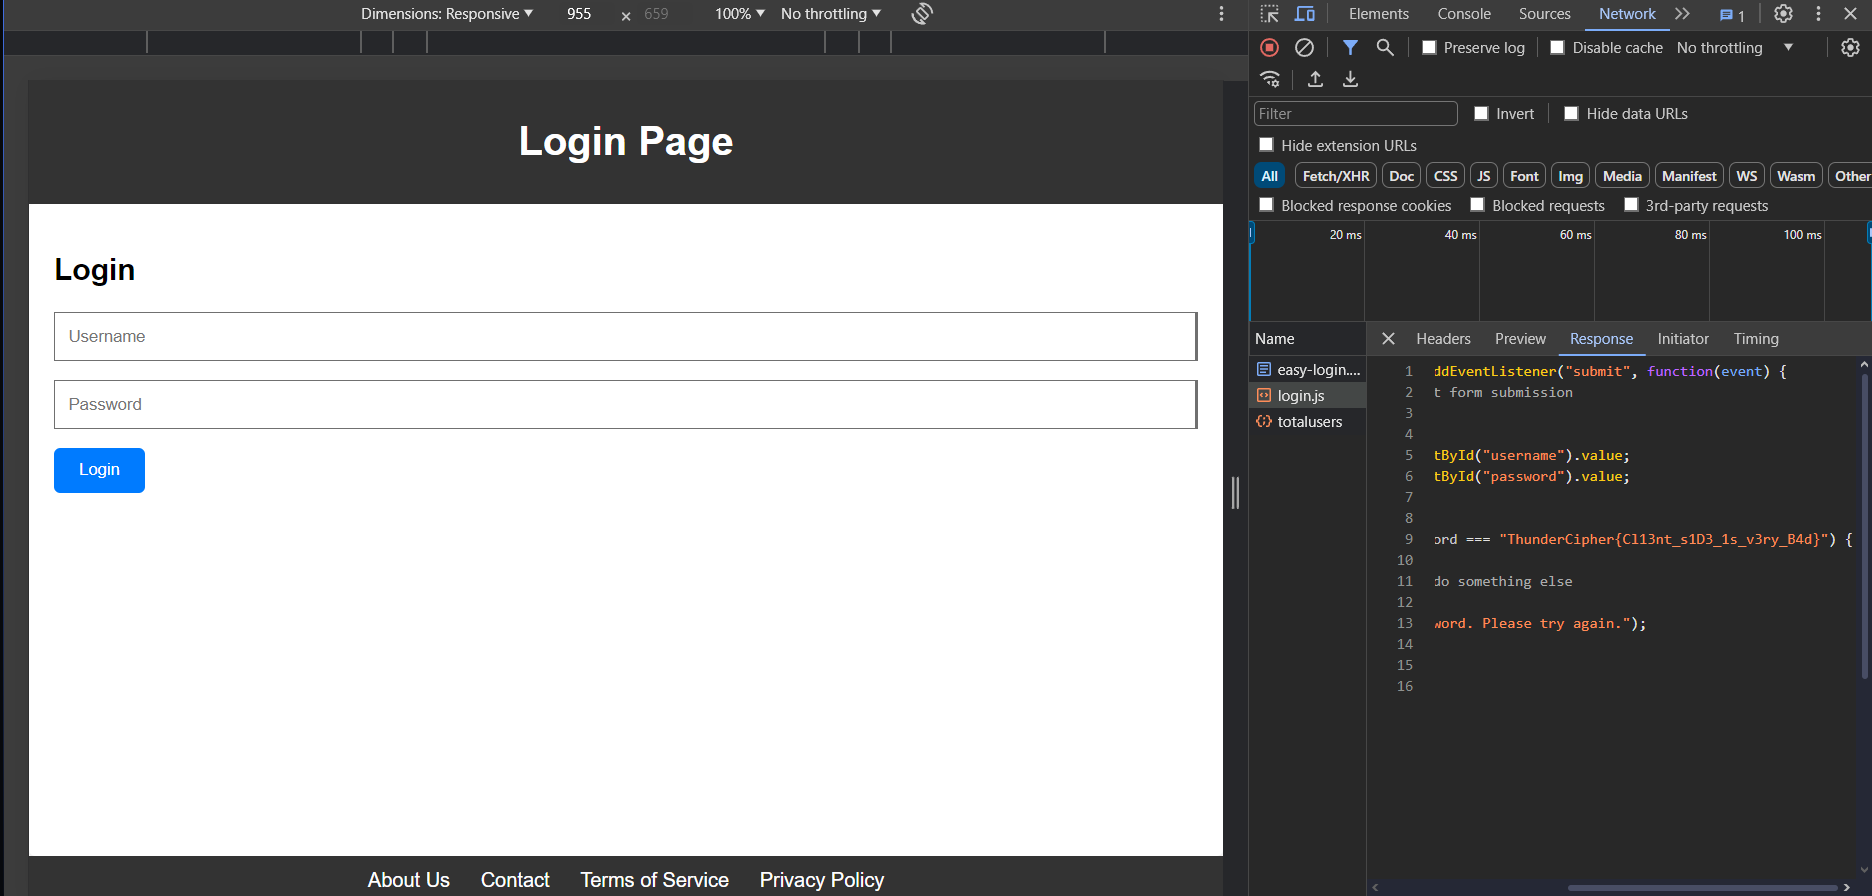 Dimensions: Responsive 955 × 659 100% No throttling
Elements Console Sources Network 1
Preserve log Disable cache No throttling
Filter Invert Hide data URLs
Hide extension URLs
All Fetch/XHR Doc CSS JS Font Img Media Manifest WS Wasm Other
Blocked response cookies Blocked requests 3rd-party requests
20 ms 40 ms 60 ms 80 ms 100 ms
Login Page
Login
Username
Password
Login
About Us Contact Terms of Service Privacy Policy
Name
easy-login....
login.js
totalusers
Headers Preview Response Initiator Timing
1 ddEventListener("submit", function(event) {
2 t form submission
3
4
5 tById("username").value;
6 tById("password").value;
7
8
9 ord === "ThunderCipher{Cl13nt_s1D3_1s_v3ry_B4d}") {
10
11 do something else
12
13 word. Please try again.");
14
15
16